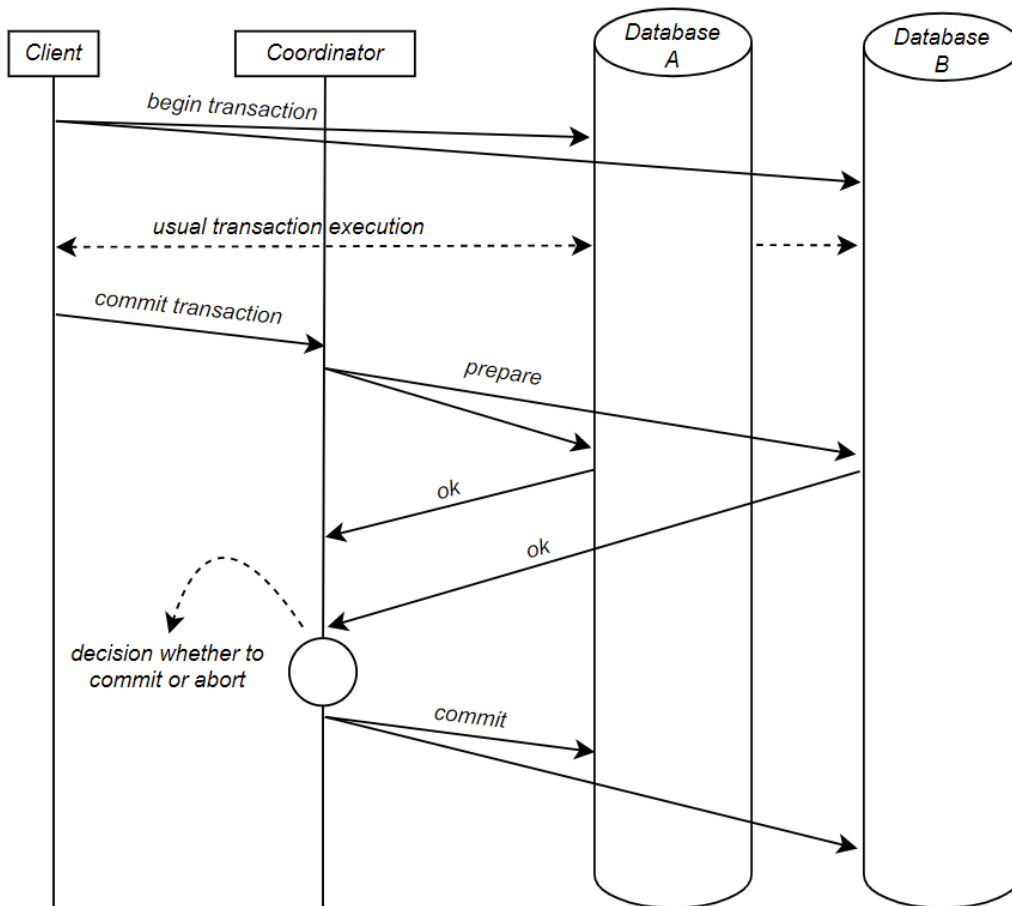 Client
Coordinator
Database
A
Database
B
begin transaction
usual transaction execution
commit transaction
prepare
ok
ok
decision whether to
commit or abort
commit